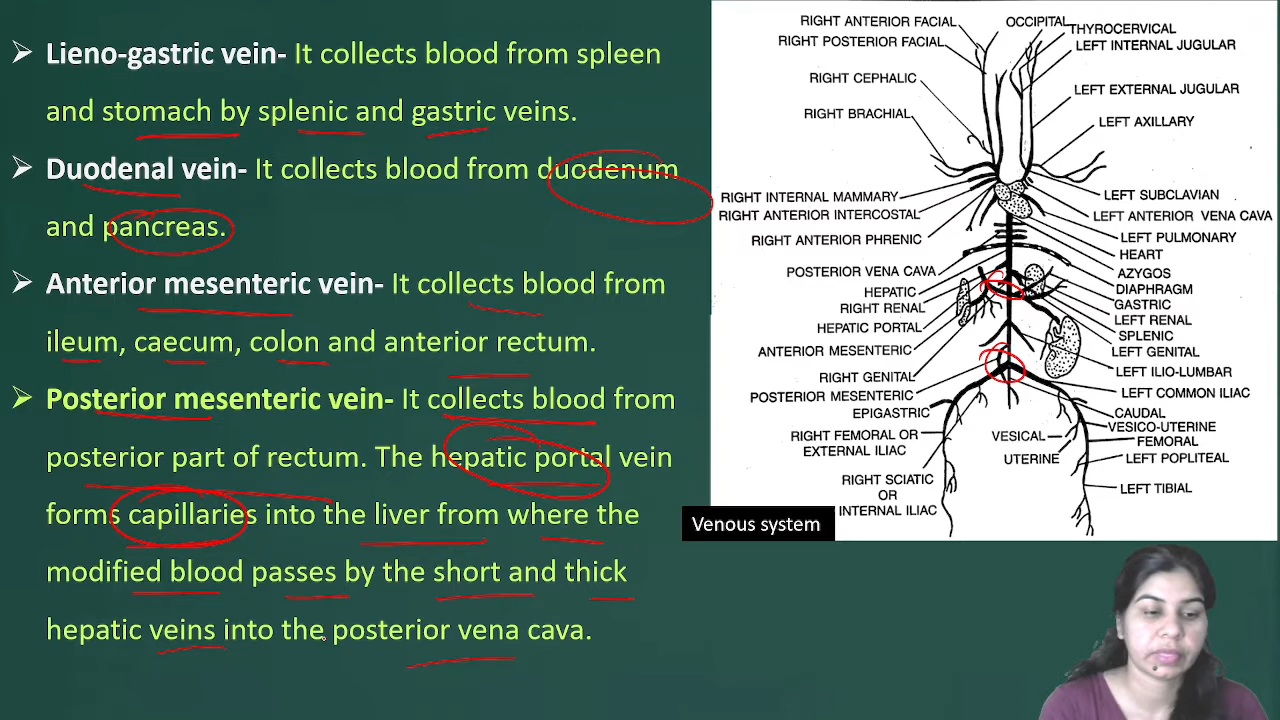 ➢ Lieno-gastric vein- It collects blood from spleen
and stomach by splenic and gastric veins.
➢ Duodenal vein- It collects blood from duodenum
and pancreas.
➢ Anterior mesenteric vein- It collects blood from
ileum, caecum, colon and anterior rectum.
➢ Posterior mesenteric vein- It collects blood from
posterior part of rectum. The hepatic portal vein
forms capillaries into the liver from where the
modified blood passes by the short and thick
hepatic veins into the posterior vena cava.
RIGHT ANTERIOR FACIAL
RIGHT POSTERIOR FACIAL
RIGHT CEPHALIC
RIGHT BRACHIAL
RIGHT INTERNAL MAMMARY
RIGHT ANTERIOR INTERCOSTAL
RIGHT ANTERIOR PHRENIC
POSTERIOR VENA CAVA
HEPATIC
RIGHT RENAL
HEPATIC PORTAL
ANTERIOR MESENTERIC
RIGHT GENITAL
POSTERIOR MESENTERIC
EPIGASTRIC
RIGHT FEMORAL OR
EXTERNAL ILIAC
RIGHT SCIATIC
OR
INTERNAL ILIAC
OCCIPITAL
THYROCERVICAL
LEFT INTERNAL JUGULAR
LEFT EXTERNAL JUGULAR
LEFT AXILLARY
LEFT SUBCLAVIAN
LEFT ANTERIOR VENA CAVA
LEFT PULMONARY
HEART
AZYGOS
DIAPHRAGM
GASTRIC
LEFT RENAL
SPLENIC
LEFT GENITAL
LEFT ILIO-LUMBAR
LEFT COMMON ILIAC
CAUDAL
VESICO-UTERINE
FEMORAL
LEFT POPLITEAL
LEFT TIBIAL
VESICAL
UTERINE
Venous system